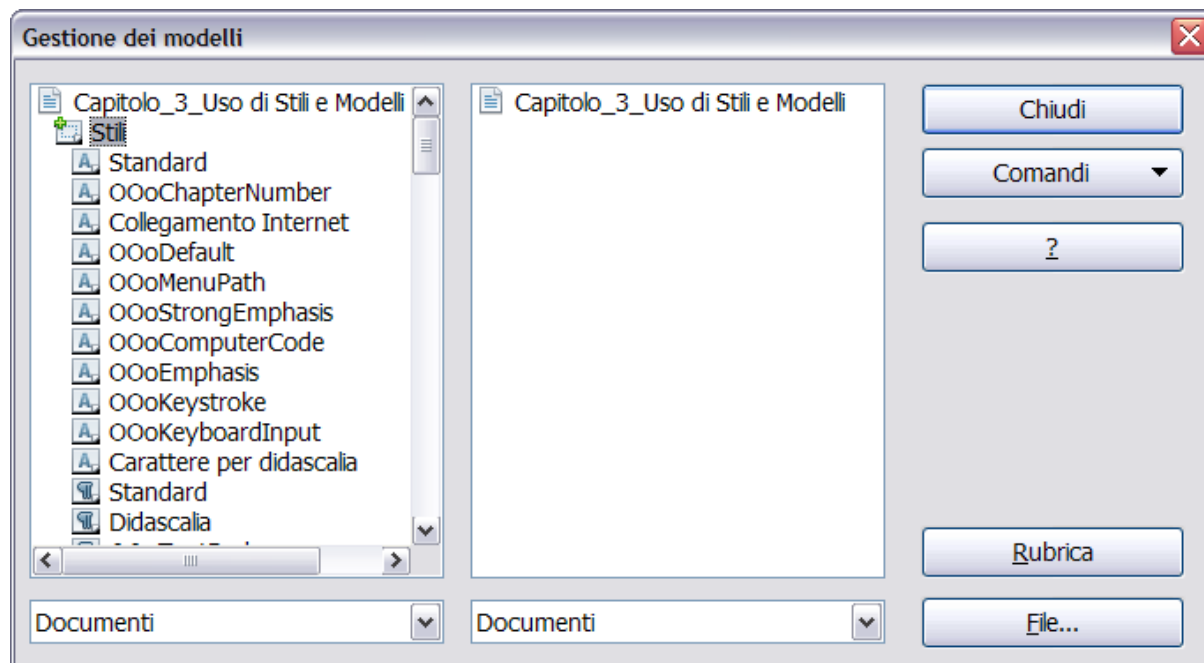 Gestione dei modelli
Capitolo_3_Uso di Stili e Modelli
Stili
Standard
OOoChapterNumber
Collegamento Internet
OOoDefault
OOoMenuPath
OOoStrongEmphasis
OOoComputerCode
OOoEmphasis
OOoKeystroke
OOoKeyboardInput
Carattere per didascalia
Standard
Didascalia
Documenti
Capitolo_3_Uso di Stili e Modelli
Documenti
Chiudi
Comandi
?
Rubrica
File...